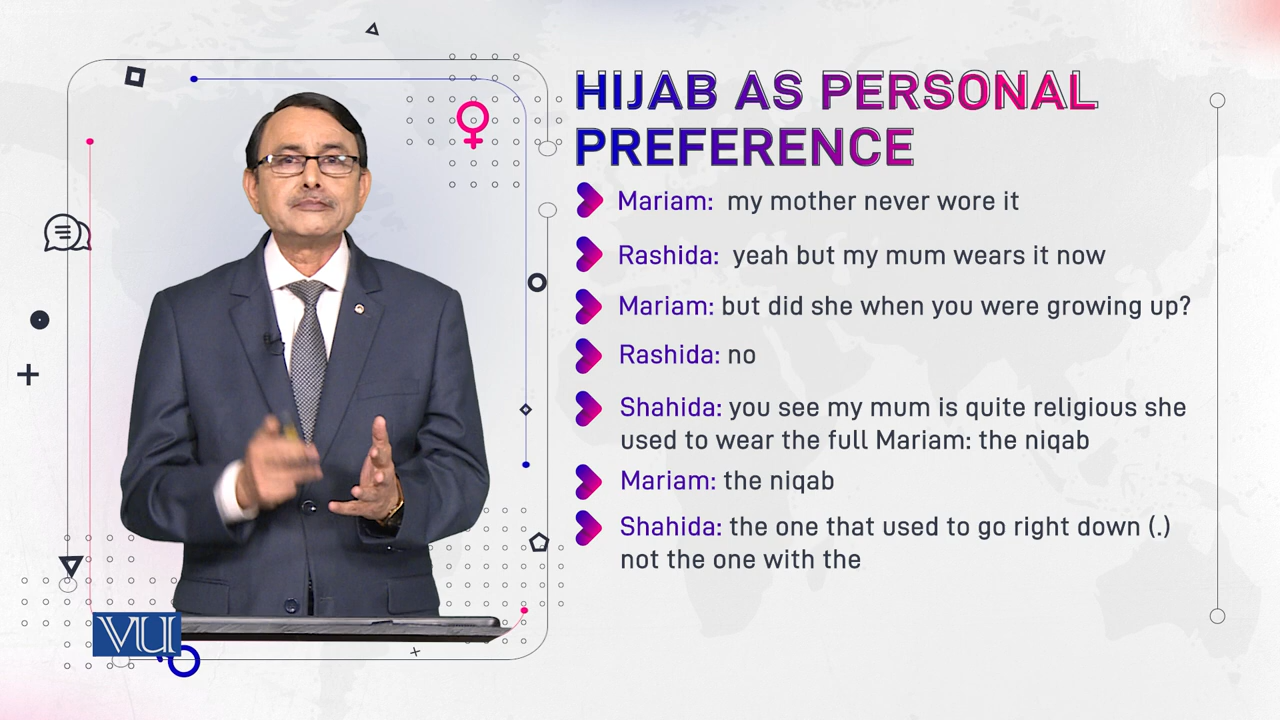 HIJAB AS PERSONAL
PREFERENCE
Mariam: my mother never wore it
Rashida: yeah but my mum wears it now
Mariam: but did she when you were growing up?
Rashida: no
Shahida: you see my mum is quite religious she
used to wear the full Mariam: the niqab
Mariam: the niqab
Shahida: the one that used to go right down (.)
not the one with the
VU